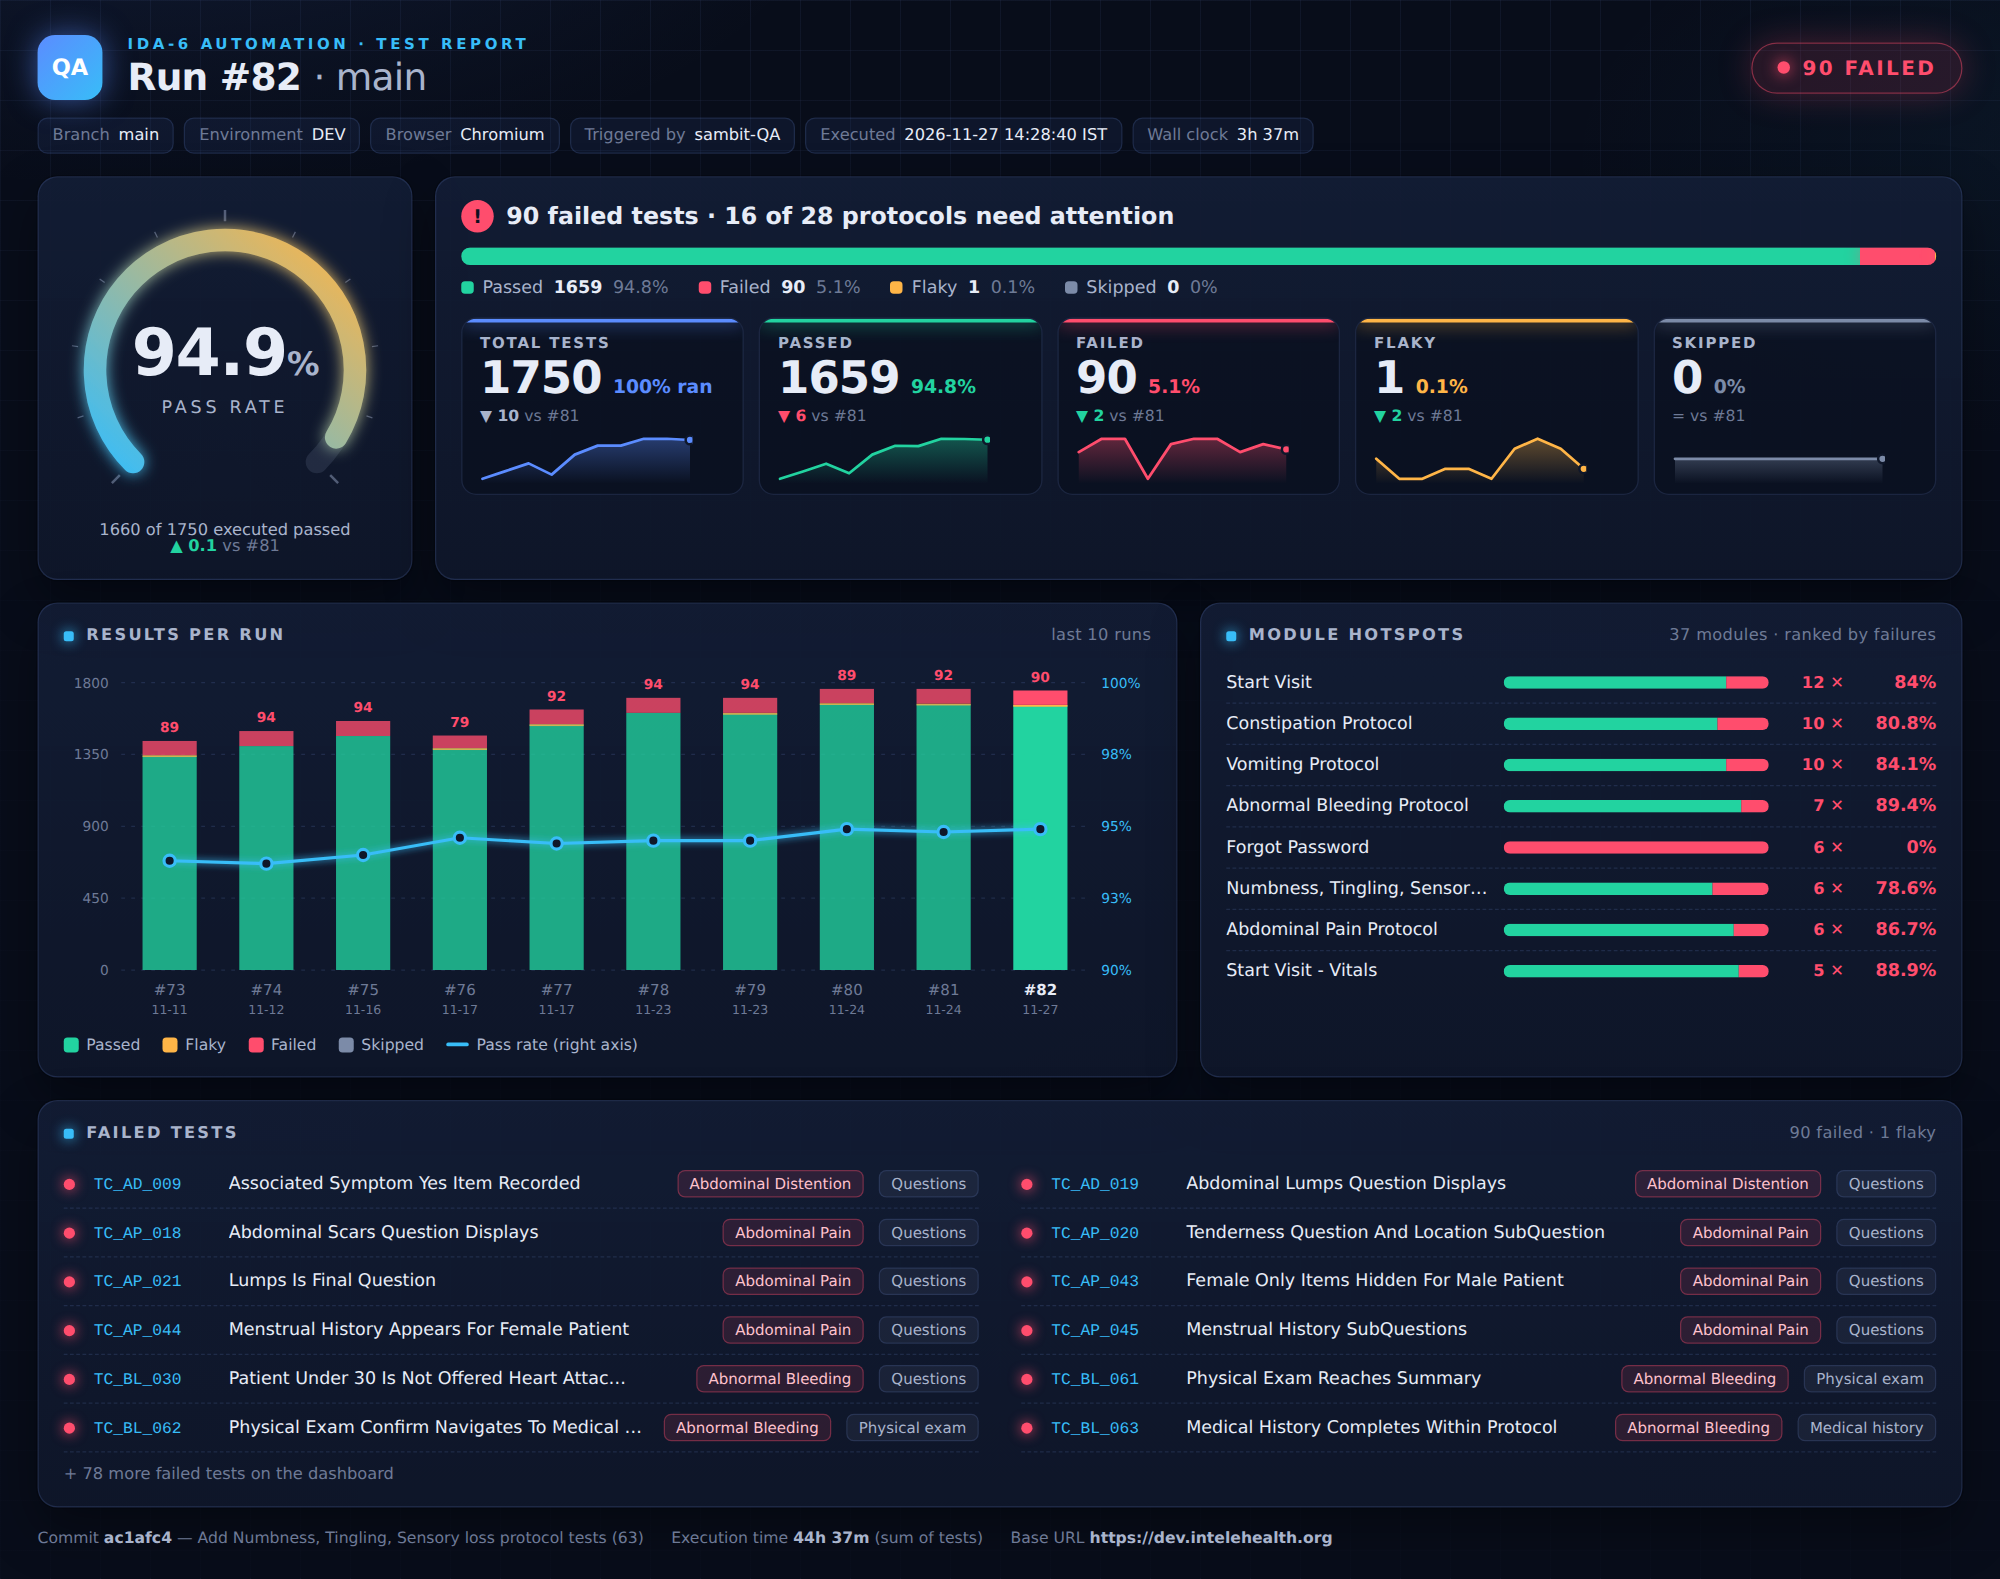 QA
IDA-6 AUTOMATION · TEST REPORT
Run #82 · main
90 FAILED
Branch main
Environment DEV
Browser Chromium
Triggered by sambit-QA
Executed 2026-11-27 14:28:40 IST
Wall clock 3h 37m
94.9%
PASS RATE
1660 of 1750 executed passed
▲ 0.1 vs #81
! 90 failed tests · 16 of 28 protocols need attention
Passed 1659 94.8%
Failed 90 5.1%
Flaky 1 0.1%
Skipped 0 0%
TOTAL TESTS
1750 100% ran
▼ 10 vs #81
PASSED
1659 94.8%
▼ 6 vs #81
FAILED
90 5.1%
▼ 2 vs #81
FLAKY
1 0.1%
▼ 2 vs #81
SKIPPED
0 0%
= vs #81
RESULTS PER RUN
last 10 runs
1800
1350
900
450
0
89
94
94
79
92
94
94
89
92
90
100%
98%
95%
93%
90%
#73 #74 #75 #76 #77 #78 #79 #80 #81 #82
11-11 11-12 11-16 11-17 11-17 11-23 11-23 11-24 11-24 11-27
Passed Flaky Failed Skipped Pass rate (right axis)
MODULE HOTSPOTS
37 modules · ranked by failures
Start Visit 12 ✕ 84%
Constipation Protocol 10 ✕ 80.8%
Vomiting Protocol 10 ✕ 84.1%
Abnormal Bleeding Protocol 7 ✕ 89.4%
Forgot Password 6 ✕ 0%
Numbness, Tingling, Sensor... 6 ✕ 78.6%
Abdominal Pain Protocol 6 ✕ 86.7%
Start Visit - Vitals 5 ✕ 88.9%
FAILED TESTS
90 failed · 1 flaky
TC_AD_009 Associated Symptom Yes Item Recorded Abdominal Distention Questions
TC_AD_019 Abdominal Lumps Question Displays Abdominal Distention Questions
TC_AP_018 Abdominal Scars Question Displays Abdominal Pain Questions
TC_AP_020 Tenderness Question And Location SubQuestion Abdominal Pain Questions
TC_AP_021 Lumps Is Final Question Abdominal Pain Questions
TC_AP_043 Female Only Items Hidden For Male Patient Abdominal Pain Questions
TC_AP_044 Menstrual History Appears For Female Patient Abdominal Pain Questions
TC_AP_045 Menstrual History SubQuestions Abdominal Pain Questions
TC_BL_030 Patient Under 30 Is Not Offered Heart Attac... Abnormal Bleeding Questions
TC_BL_061 Physical Exam Reaches Summary Abnormal Bleeding Physical exam
TC_BL_062 Physical Exam Confirm Navigates To Medical ... Abnormal Bleeding Physical exam
TC_BL_063 Medical History Completes Within Protocol Abnormal Bleeding Medical history
+ 78 more failed tests on the dashboard
Commit ac1afc4 — Add Numbness, Tingling, Sensory loss protocol tests (63) Execution time 44h 37m (sum of tests) Base URL https://dev.intelehealth.org